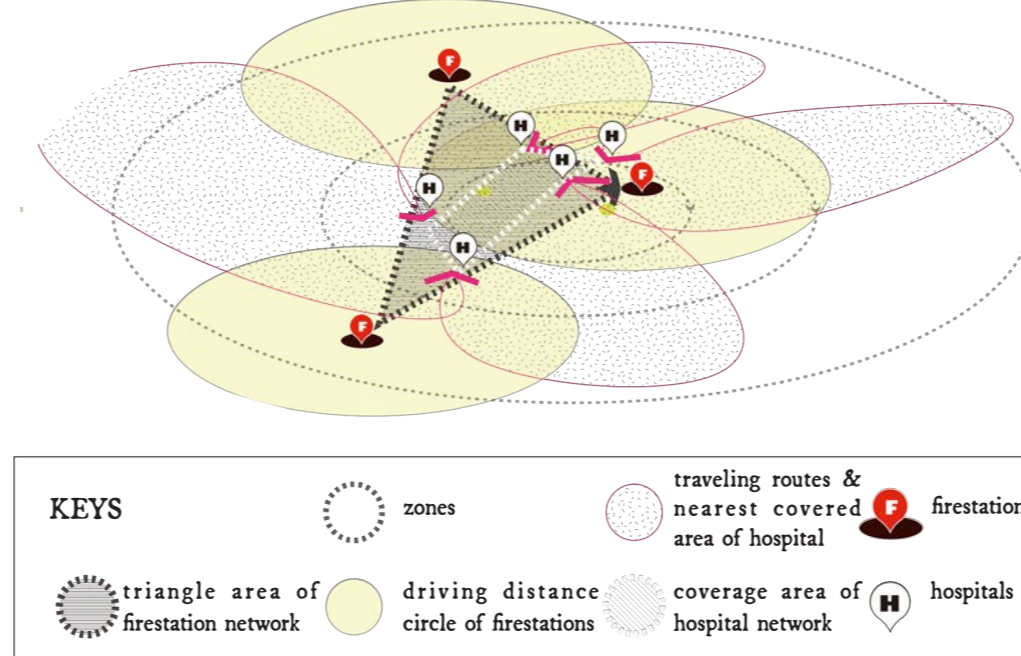 F
H
H
H
F
H
H
F
KEYS
zones
traveling routes &
nearest covered
area of hospital
F
firestation
triangle area of
firestation network
driving distance
circle of firestations
coverage area of
hospital network
H
hospitals